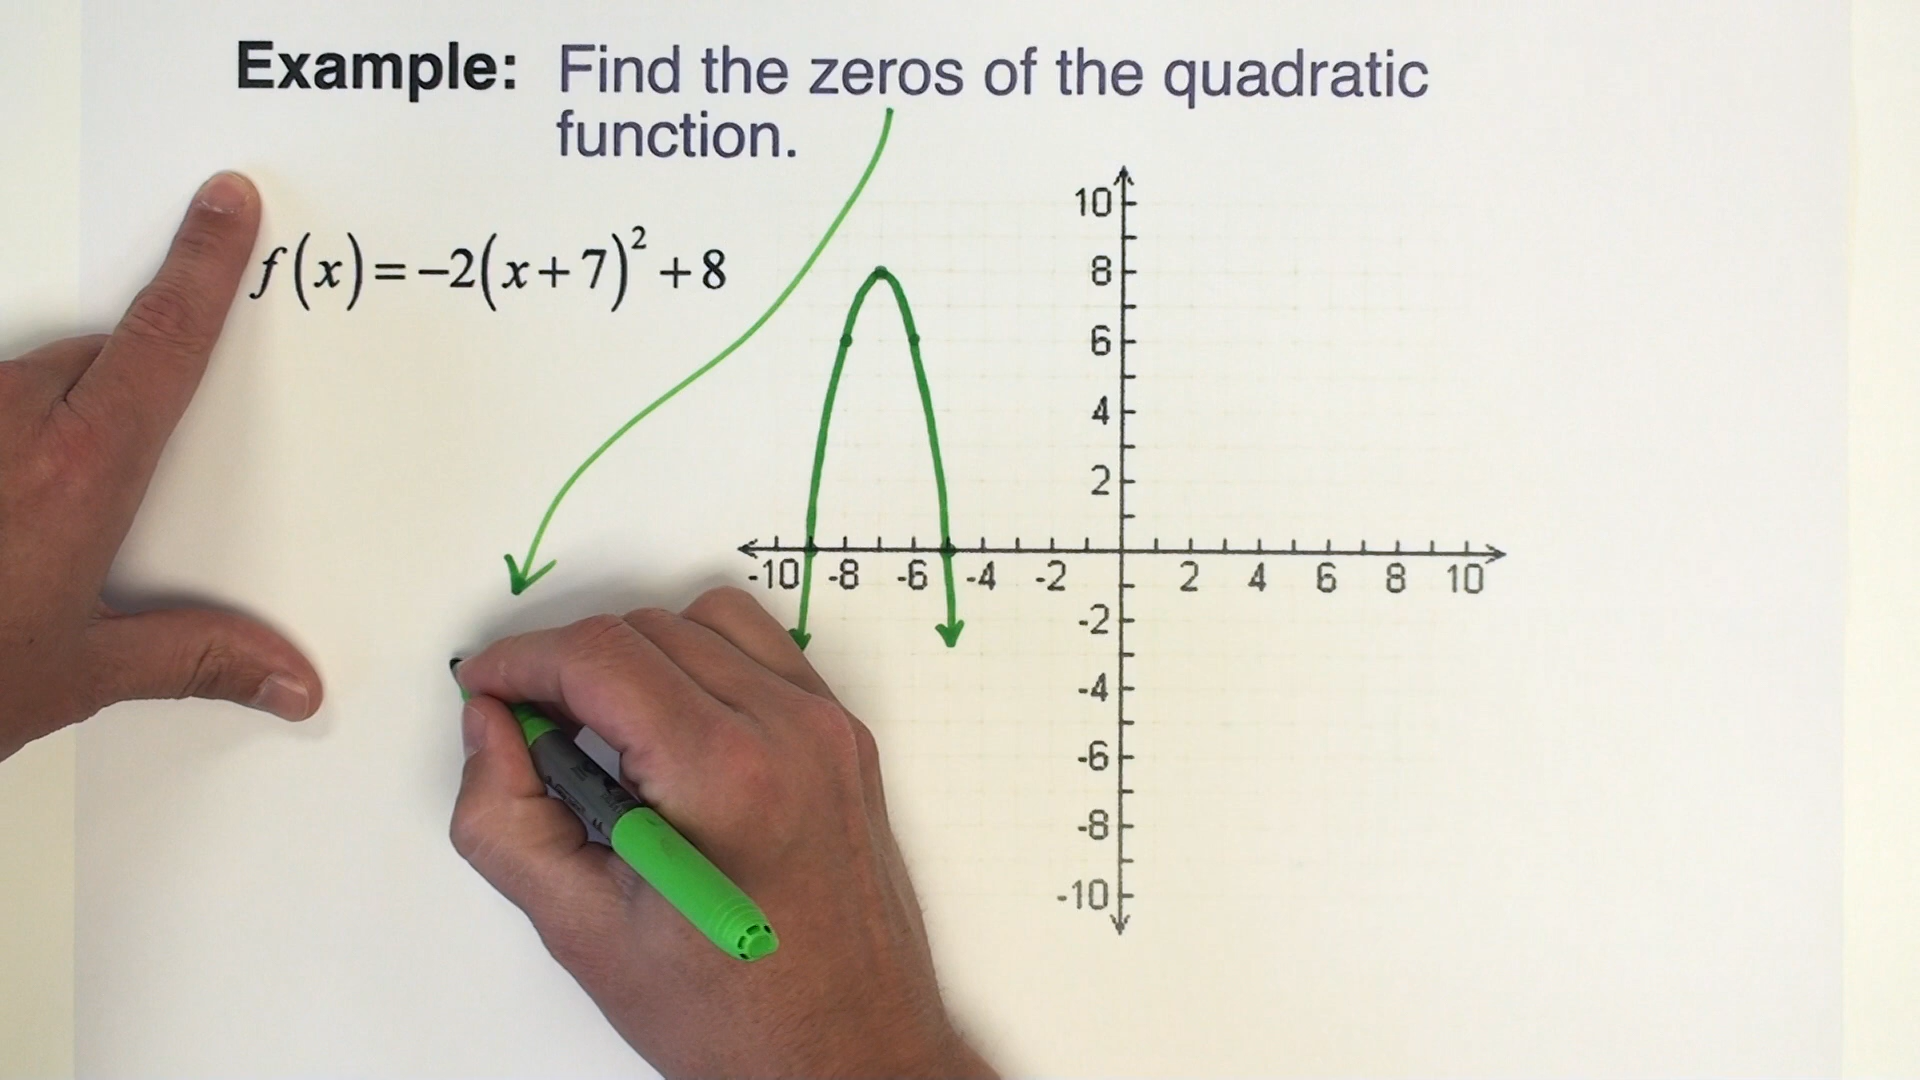 Example: Find the zeros of the quadratic
function.
f(x)=-2(x+7)²+8
10
8
6
4
2
-10 -8 -6 -4 -2 2 4 6 8 10
-2
-4
-6
-8
-10